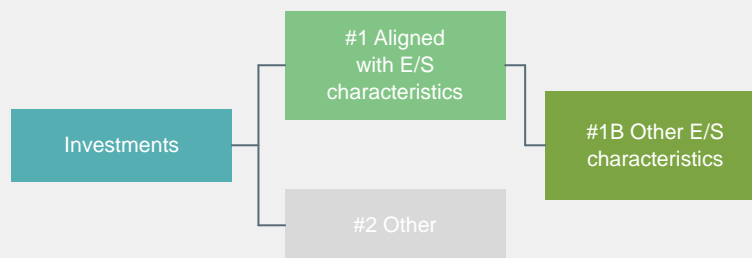 #1 Aligned
with E/S
characteristics
Investments
#1B Other E/S
characteristics
#2 Other